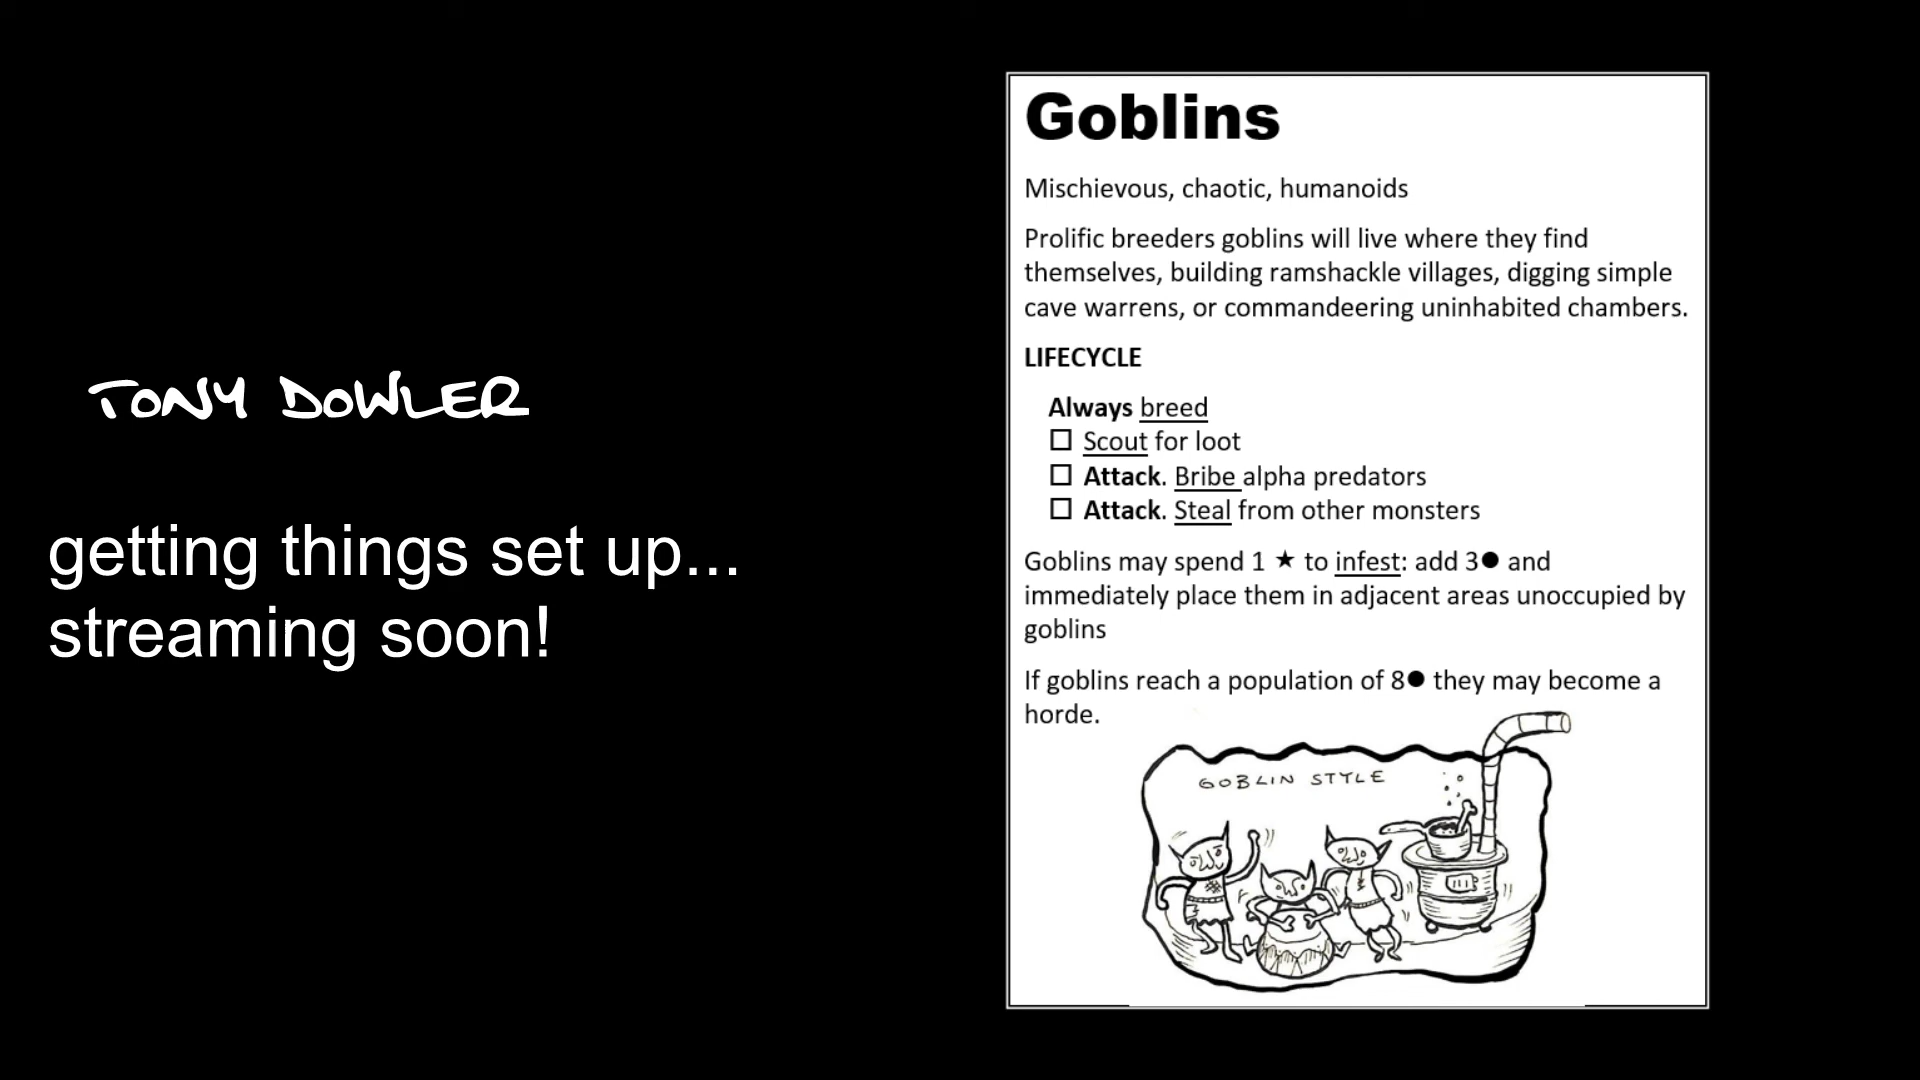 TONY DOWLER
getting things set up...
streaming soon!
Goblins
Mischievous, chaotic, humanoids
Prolific breeders goblins will live where they find
themselves, building ramshackle villages, digging simple
cave warrens, or commandeering uninhabited chambers.
LIFECYCLE
Always breed
☐ Scout for loot
☐ Attack. Bribe alpha predators
☐ Attack. Steal from other monsters
Goblins may spend 1 ★ to infest: add 3● and
immediately place them in adjacent areas unoccupied by
goblins
If goblins reach a population of 8● they may become a
horde.
GOBLIN STYLE